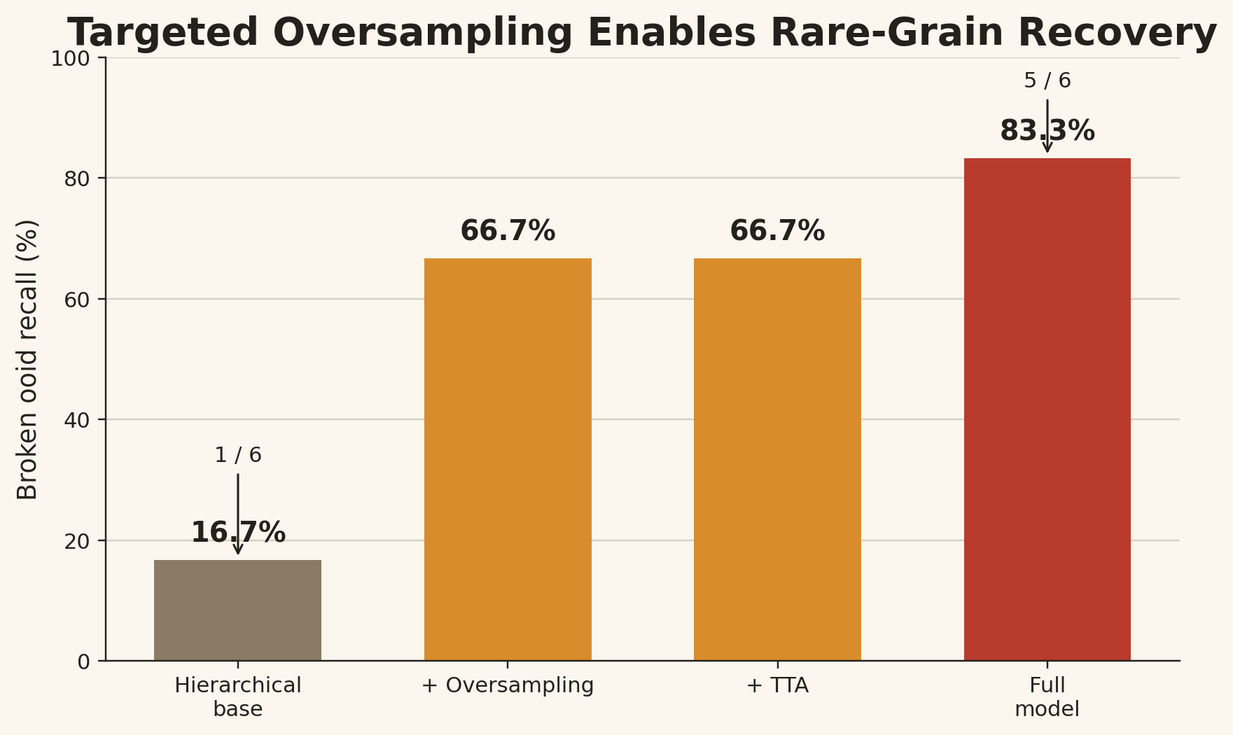 Targeted Oversampling Enables Rare-Grain Recovery
Broken ooid recall (%)
100
80
60
40
20
0
1 / 6
16.7%
66.7%
66.7%
5 / 6
83.3%
Hierarchical
base
+ Oversampling
+ TTA
Full
model